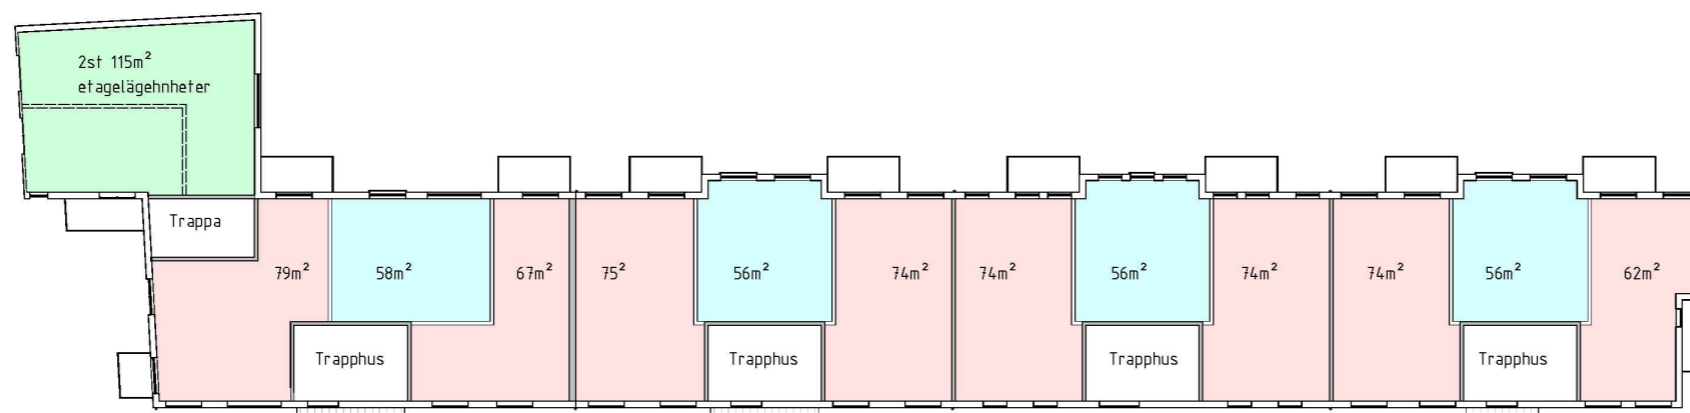 2st 115m²
etagelägehnheter
Trappa
79m²
58m²
67m²
75²
56m²
74m²
74m²
56m²
74m²
74m²
56m²
62m²
Trapphus
Trapphus
Trapphus
Trapphus